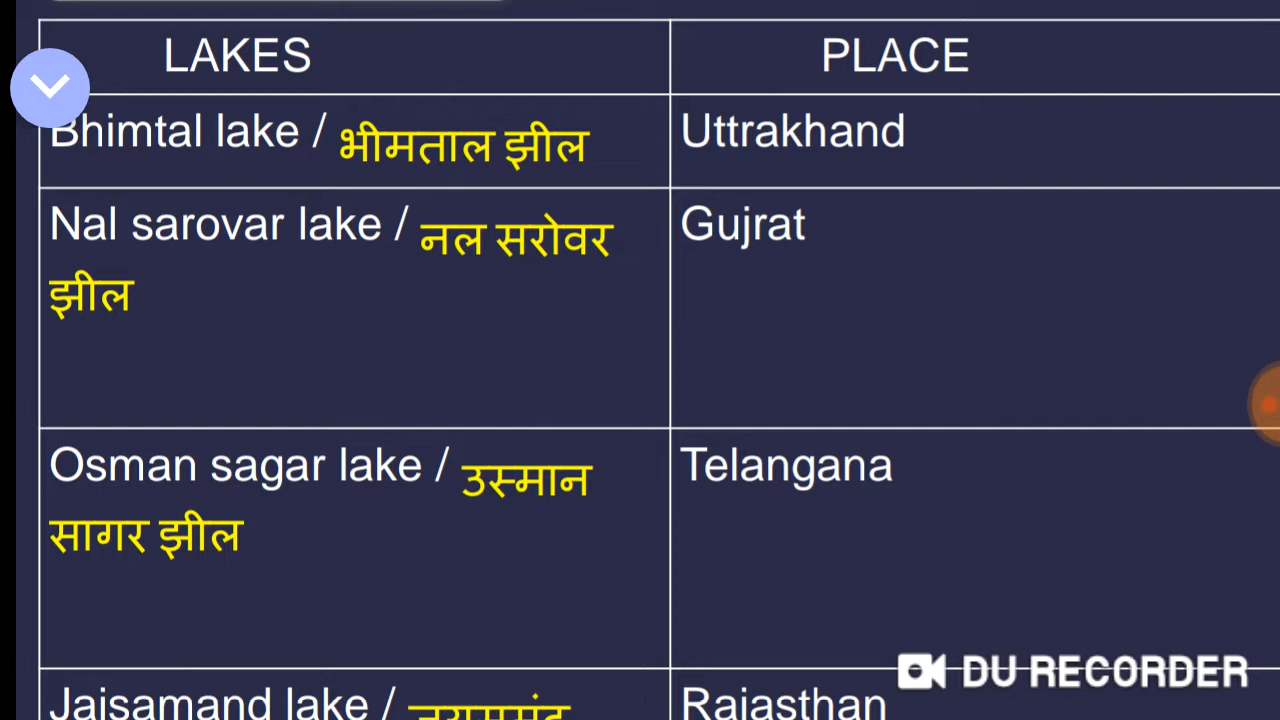 LAKES PLACE
Bhimtal lake / भीमताल झील Uttrakhand
Nal sarovar lake / नल सरोवर Gujrat
झील
Osman sagar lake / उस्मान Telangana
सागर झील
DU RECORDER
Jaisamand lake / जयसमंद Rajasthan